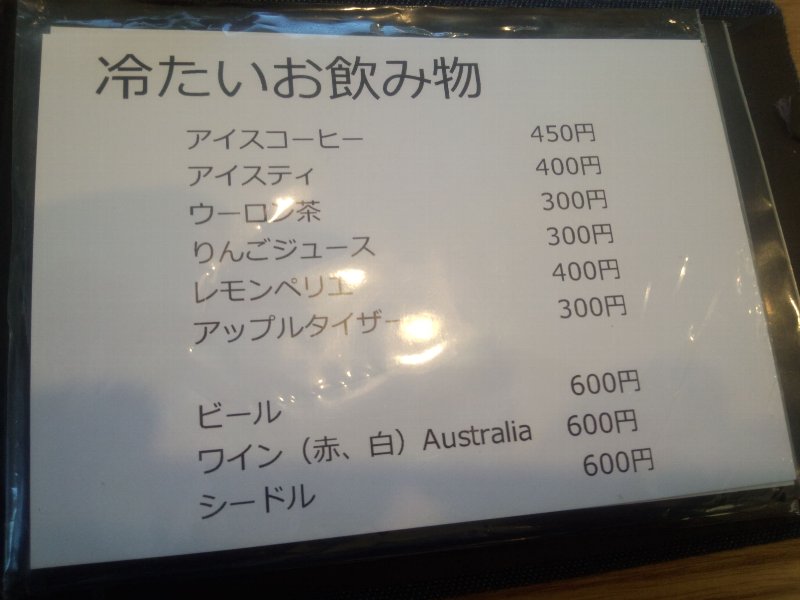 冷たいお飲み物
アイスコーヒー 450円
アイスティ 400円
ウーロン茶 300円
りんごジュース 300円
レモンペリエ 400円
アップルタイザー 300円
ビール 600円
ワイン（赤、白）Australia 600円
シードル 600円